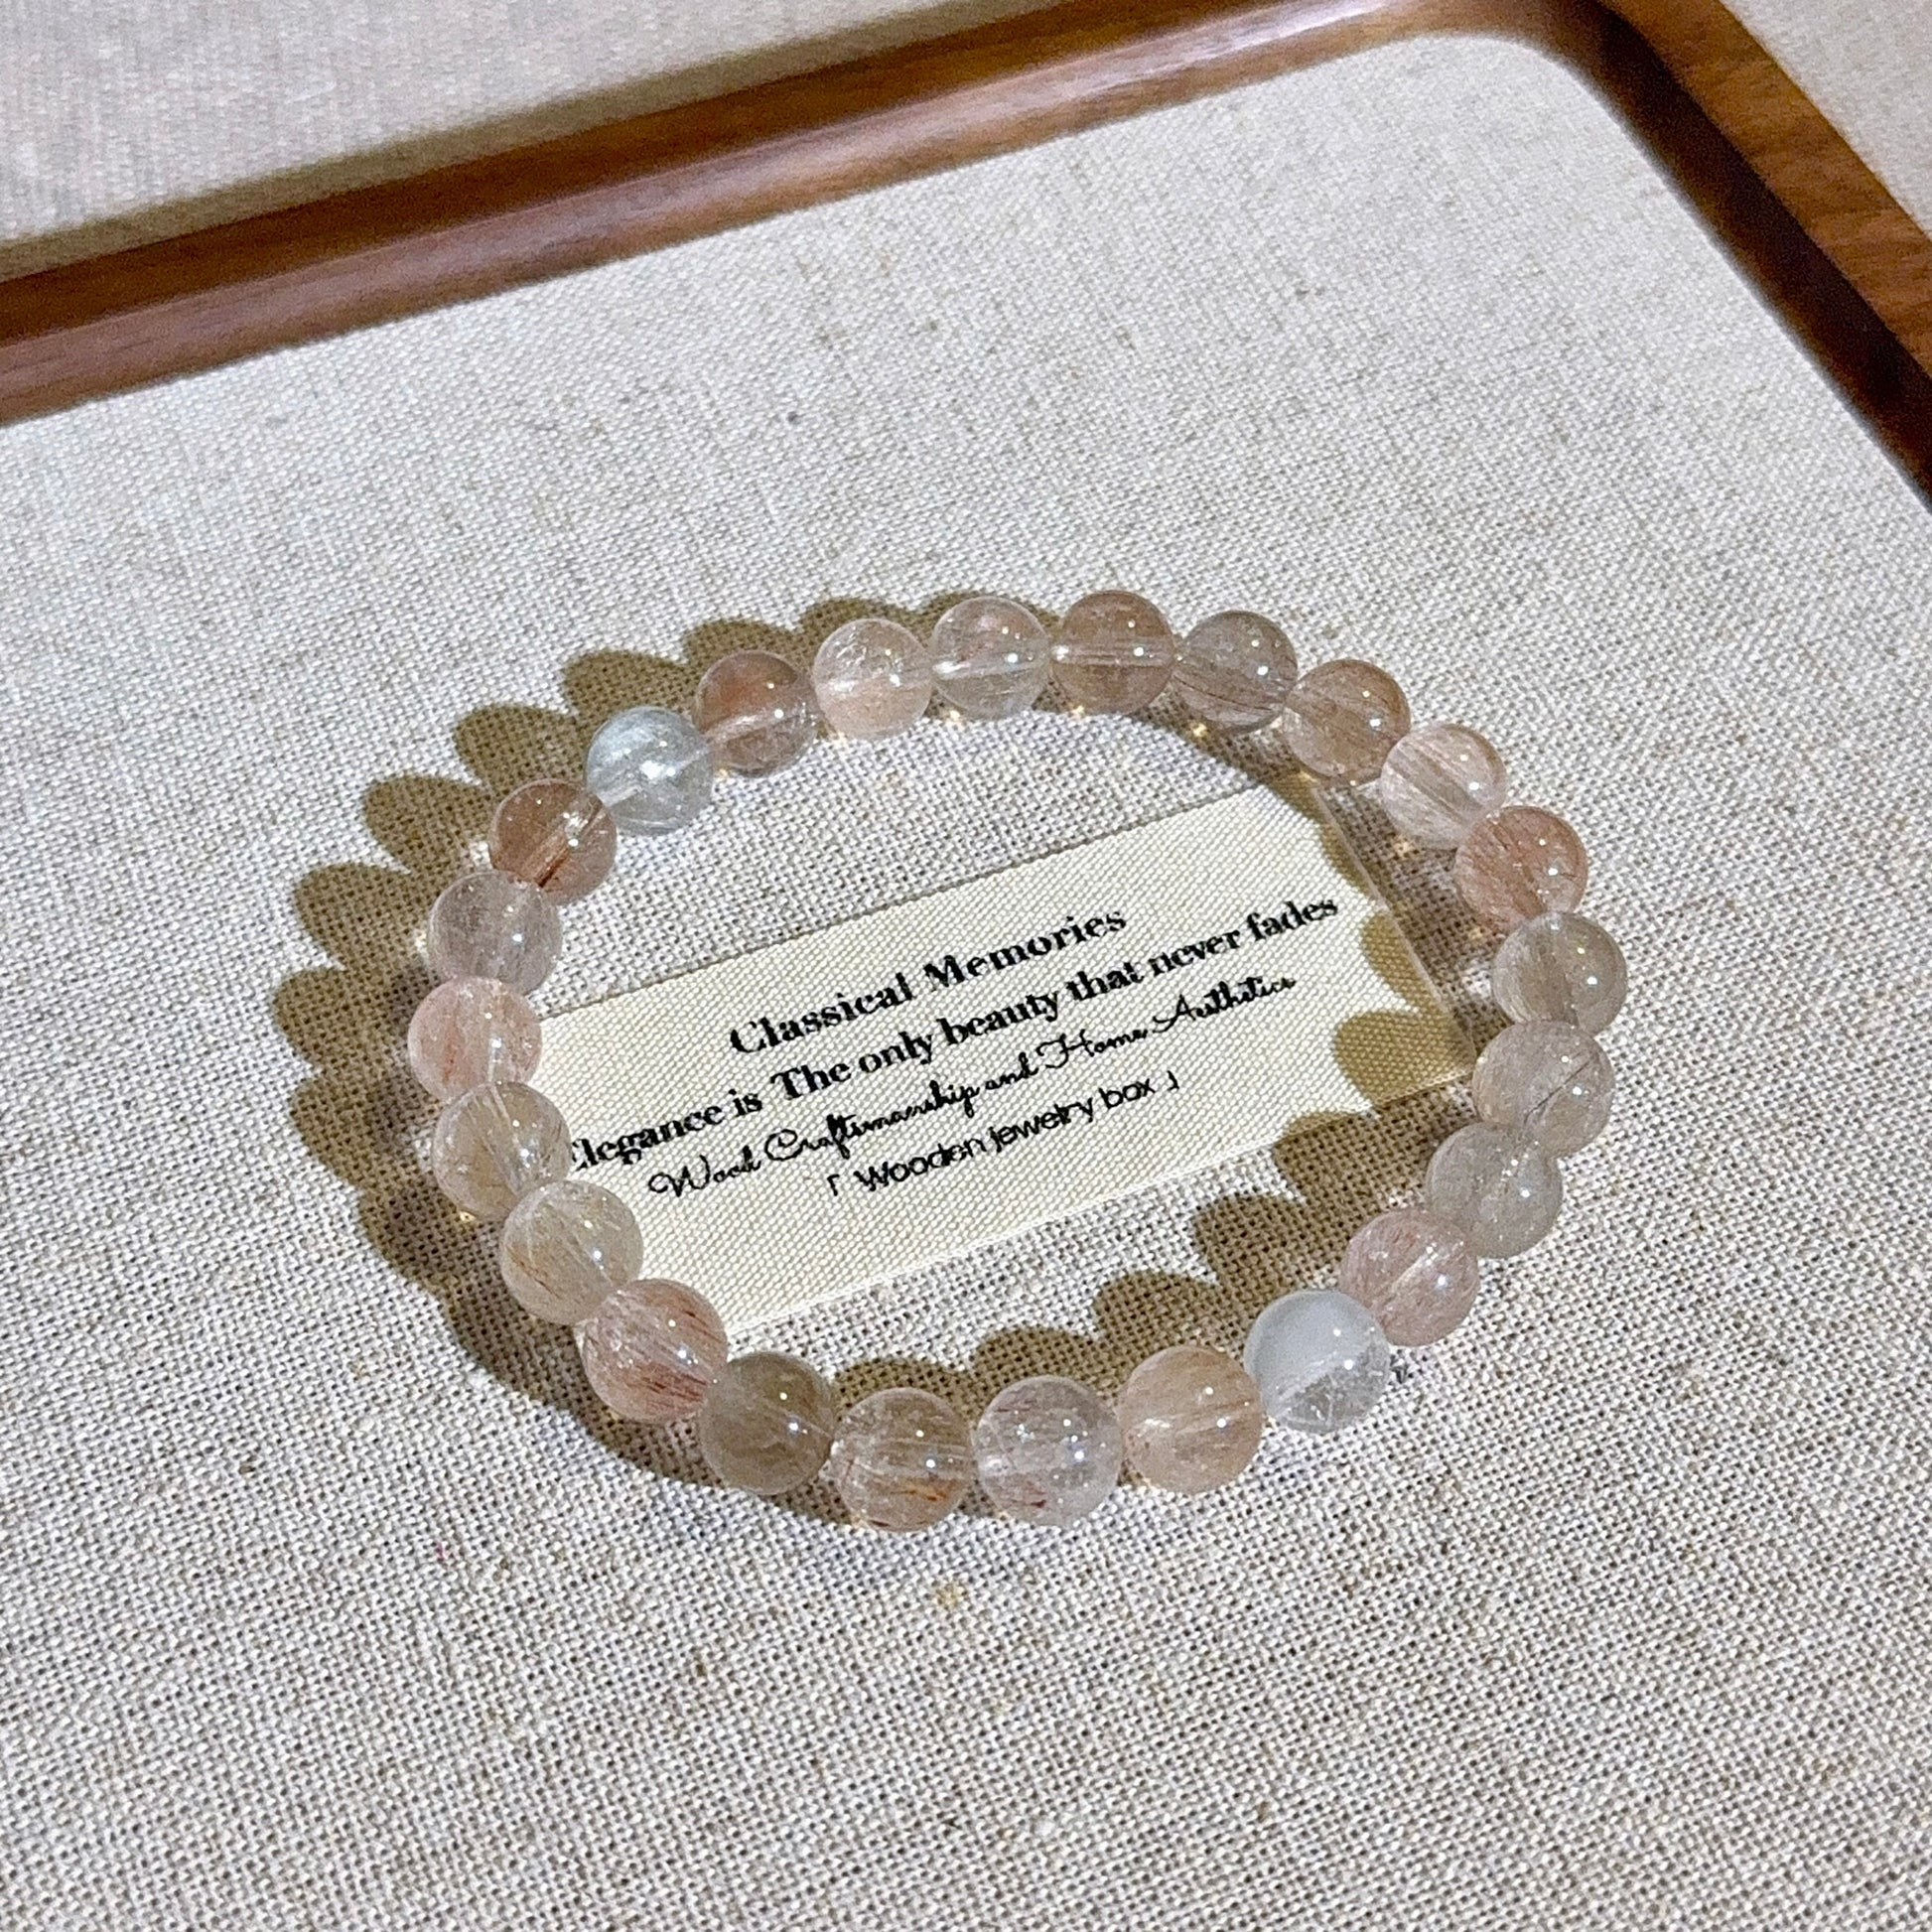 Classical Memories
Elegance is The only beauty that never fades
Wood Craftsmanship and Home Aesthetics
「 Wooden jewelry box 」